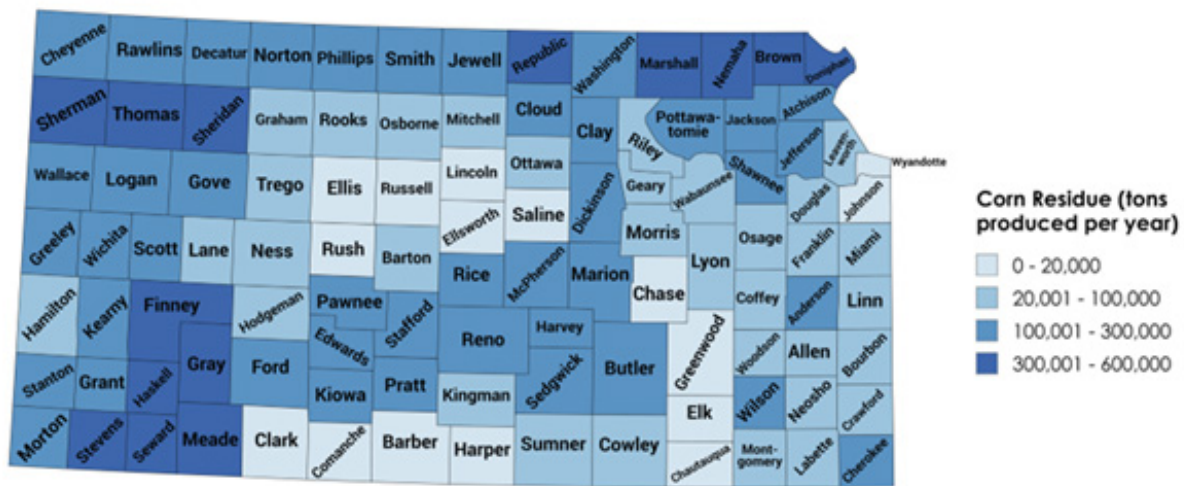 Cheyenne
Rawlins
Decatur
Norton
Phillips
Smith
Jewell
Republic
Washington
Marshall
Nemaha
Brown
Doniphan
Sherman
Thomas
Sheridan
Graham
Rooks
Osborne
Mitchell
Cloud
Clay
Riley
Pottawa-
tomie
Jackson
Atchison
Jefferson
Leaven-
worth
Wyandotte
Wallace
Logan
Gove
Trego
Ellis
Russell
Lincoln
Ottawa
Saline
Dickinson
Geary
Wabaunsee
Shawnee
Douglas
Johnson
Greeley
Wichita
Scott
Lane
Ness
Rush
Barton
Ellsworth
Rice
McPherson
Marion
Morris
Chase
Lyon
Osage
Franklin
Miami
Hamilton
Kearny
Finney
Hodgeman
Pawnee
Edwards
Stafford
Reno
Harvey
Sedgwick
Butler
Greenwood
Coffey
Anderson
Linn
Stanton
Grant
Haskell
Gray
Ford
Kiowa
Pratt
Kingman
Elk
Woodson
Wilson
Allen
Neosho
Bourbon
Crawford
Morton
Stevens
Seward
Meade
Clark
Comanche
Barber
Harper
Sumner
Cowley
Chautauqua
Mont-
gomery
Labette
Cherokee
Corn Residue (tons
produced per year)
0 - 20,000
20,001 - 100,000
100,001 - 300,000
300,001 - 600,000